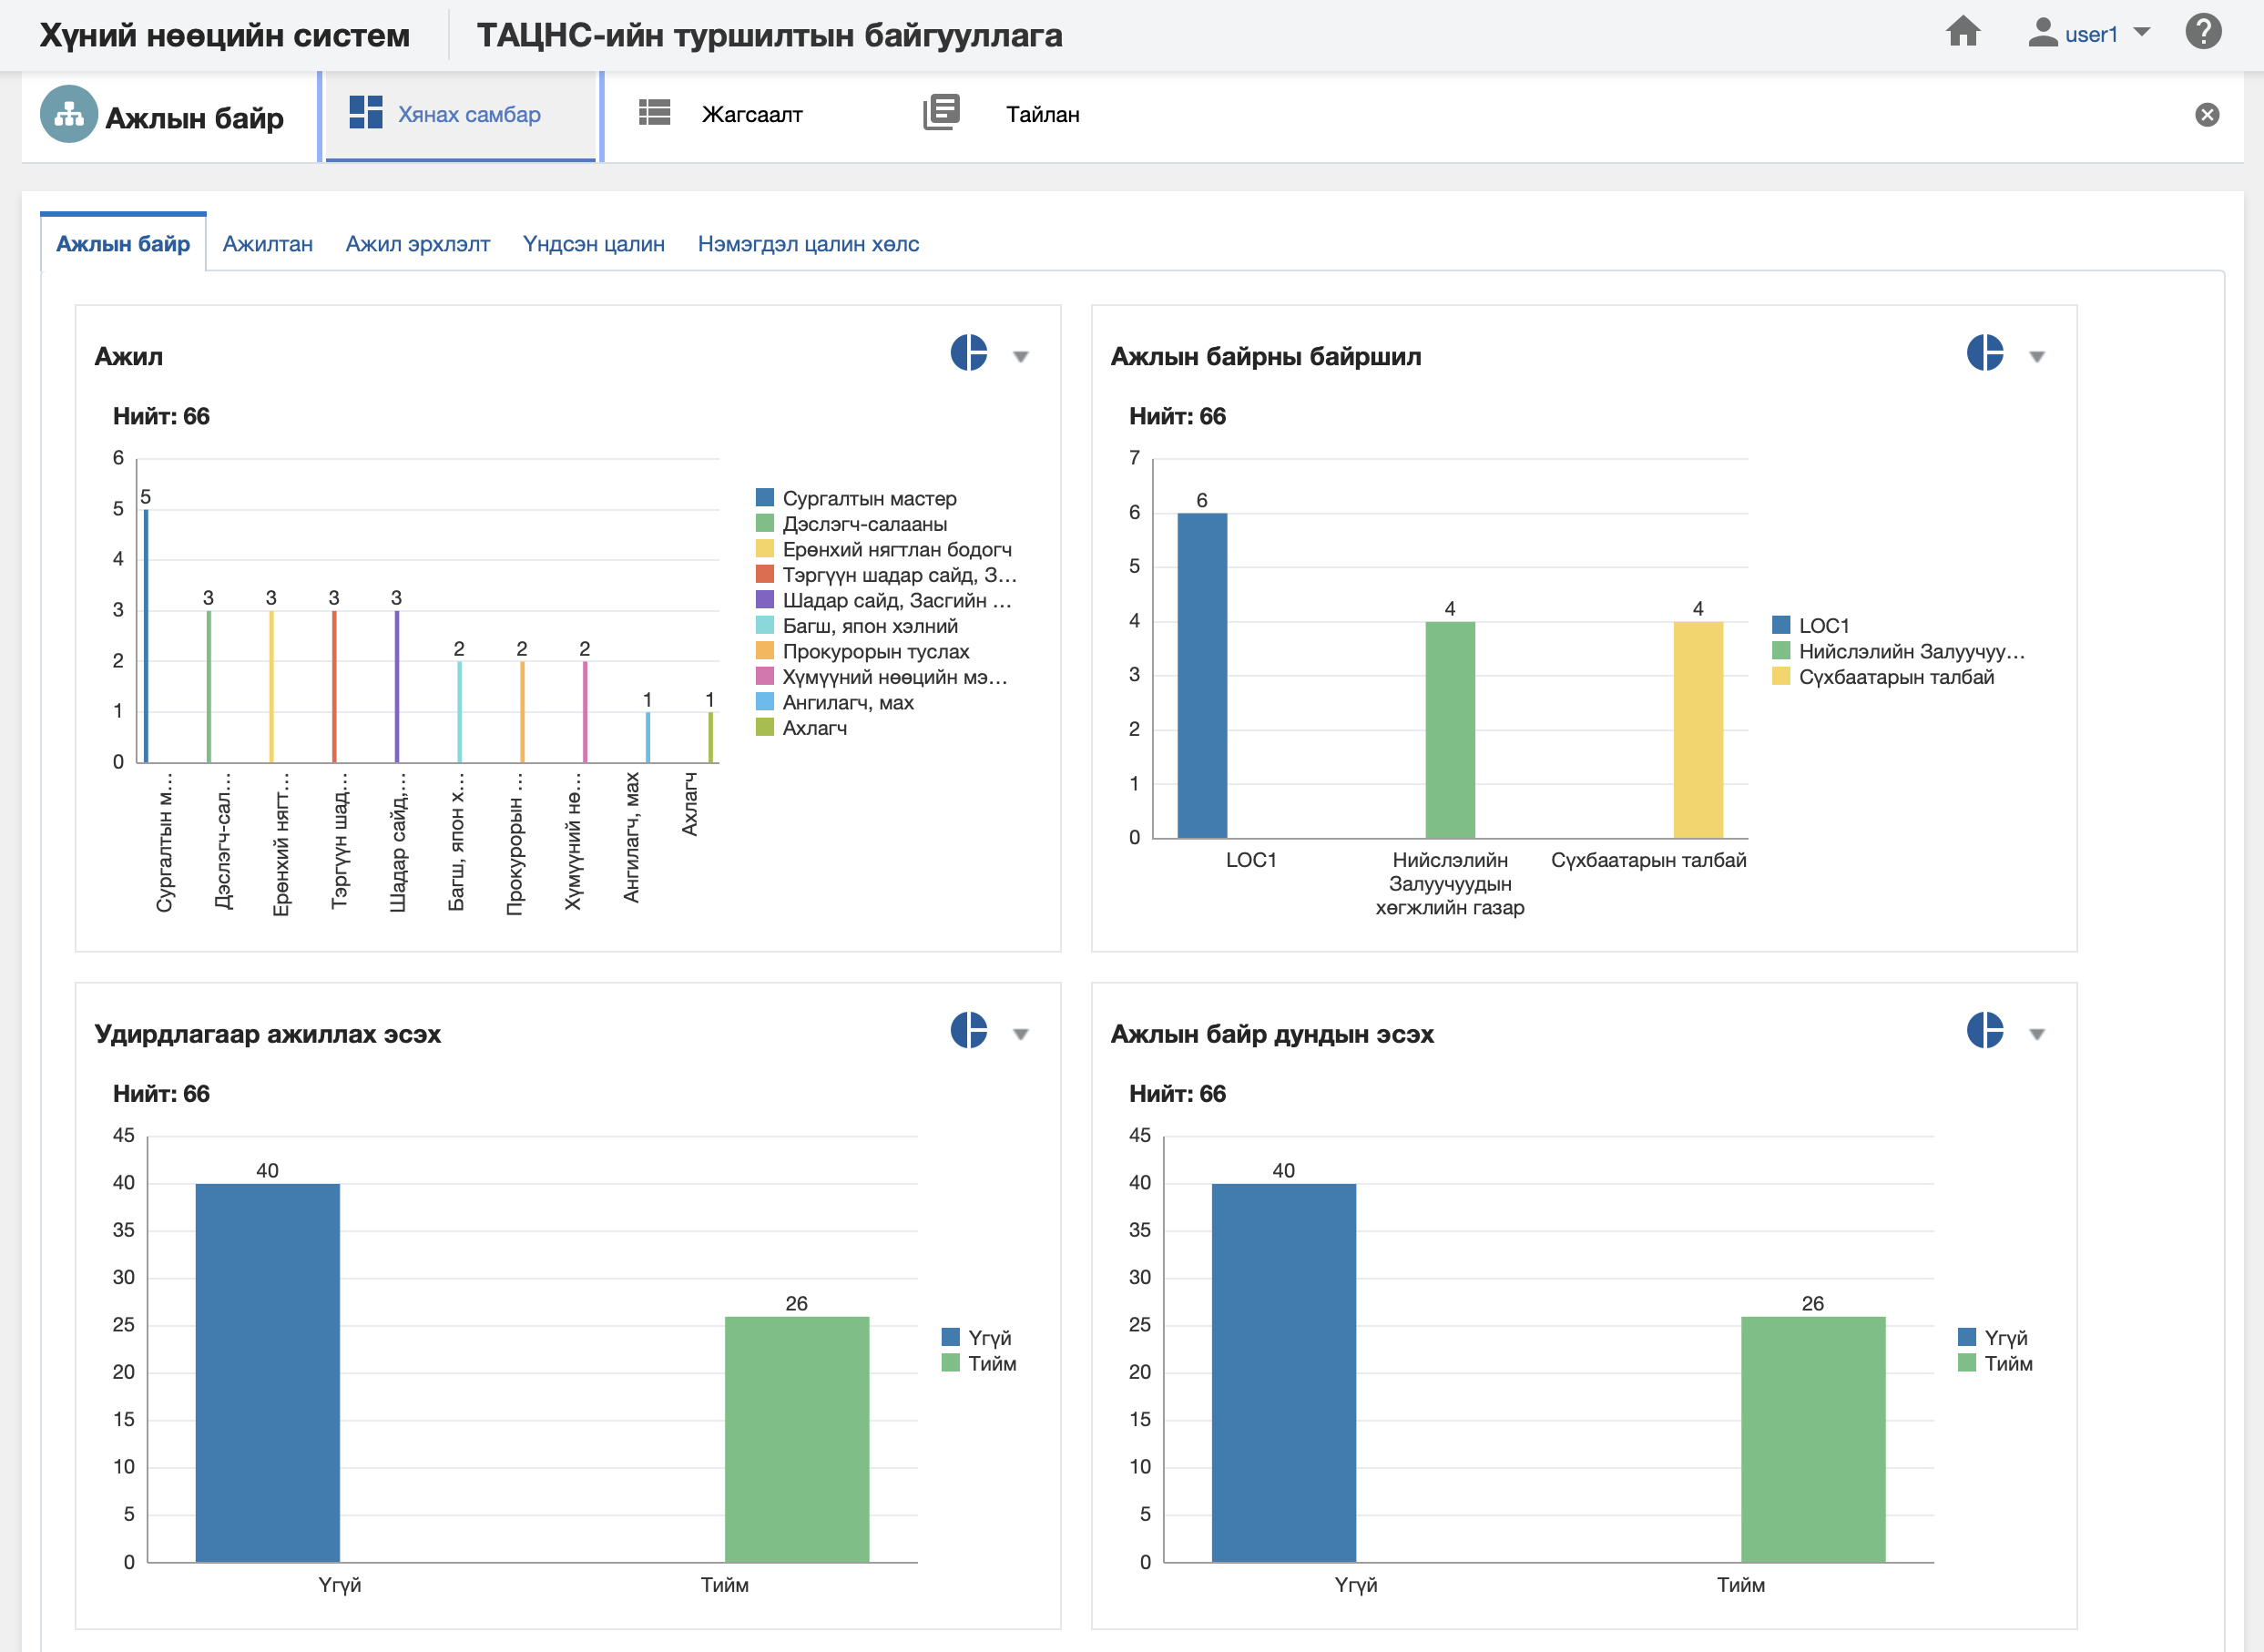 Хүний нөөцийн систем
ТАЦНС-ийн туршилтын байгууллага
user1
Ажлын байр
Хянах самбар
Жагсаалт
Тайлан
Ажлын байр
Ажилтан
Ажил эрхлэлт
Үндсэн цалин
Нэмэгдэл цалин хөлс
Ажил
Нийт: 66
6
5
4
3
2
1
0
5
3
3
3
3
2
2
2
1
1
Сургалтын м...
Дэслэгч-сал...
Ерөнхий нягт...
Тэргүүн шад...
Шадар сайд,...
Багш, япон х...
Прокурорын ...
Хүмүүний нө...
Ангилагч, мах
Ахлагч
Сургалтын мастер
Дэслэгч-салааны
Ерөнхий нягтлан бодогч
Тэргүүн шадар сайд, З...
Шадар сайд, Засгийн ...
Багш, япон хэлний
Прокурорын туслах
Хүмүүний нөөцийн мэ...
Ангилагч, мах
Ахлагч
Ажлын байрны байршил
Нийт: 66
7
6
5
4
3
2
1
0
6
4
4
LOC1
Нийслэлийн
Залуучуудын
хөгжлийн газар
Сүхбаатарын талбай
LOC1
Нийслэлийн Залуучуу...
Сүхбаатарын талбай
Удирдлагаар ажиллах эсэх
Нийт: 66
45
40
35
30
25
20
15
10
5
0
40
26
Үгүй
Тийм
Үгүй
Тийм
Ажлын байр дундын эсэх
Нийт: 66
45
40
35
30
25
20
15
10
5
0
40
26
Үгүй
Тийм
Үгүй
Тийм